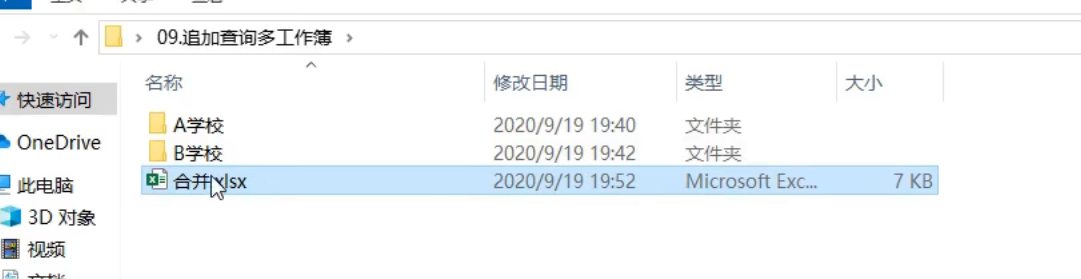 09.追加查询多工作簿
名称 修改日期 类型 大小
快速访问
A学校 2020/9/19 19:40 文件夹
OneDrive
B学校 2020/9/19 19:42 文件夹
此电脑
合并.xlsx 2020/9/19 19:52 Microsoft Exc... 7 KB
3D 对象
视频